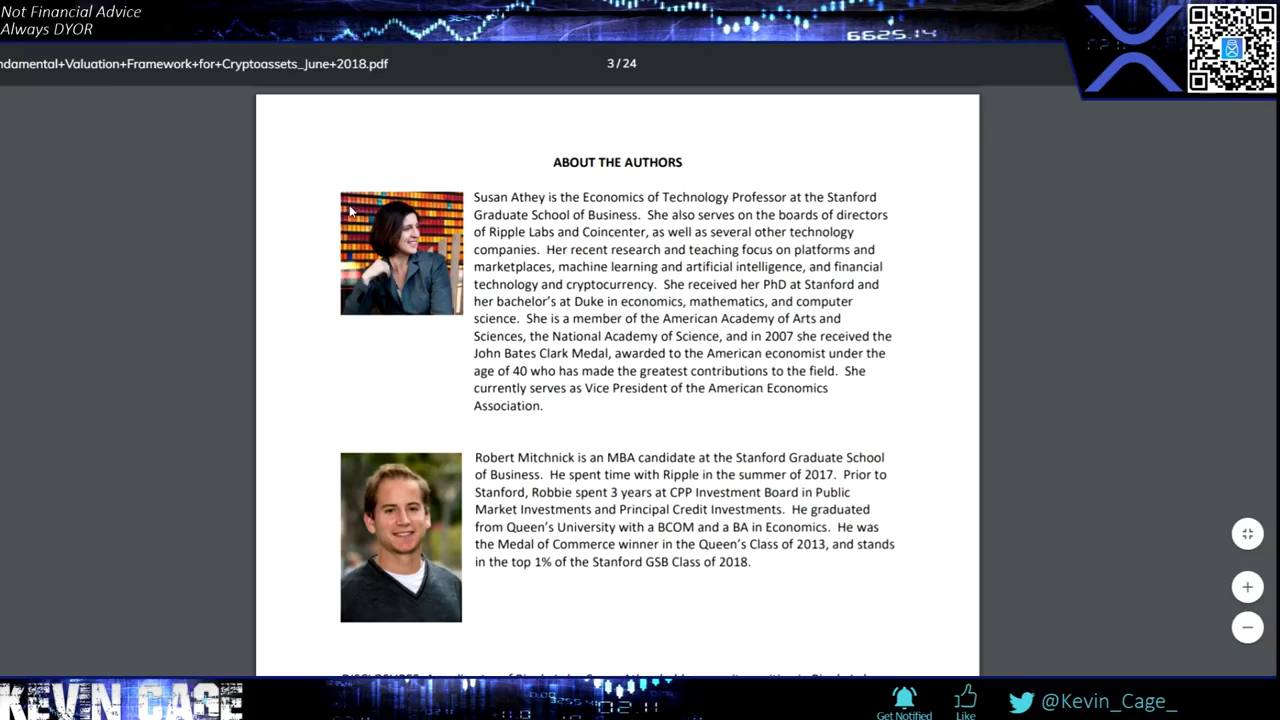 Not Financial Advice
Always DYOR
6625.14
ndamental+Valuation+Framework+for+Cryptoassets_June+2018.pdf
3 / 24
ABOUT THE AUTHORS
Susan Athey is the Economics of Technology Professor at the Stanford
Graduate School of Business. She also serves on the boards of directors
of Ripple Labs and Coincenter, as well as several other technology
companies. Her recent research and teaching focus on platforms and
marketplaces, machine learning and artificial intelligence, and financial
technology and cryptocurrency. She received her PhD at Stanford and
her bachelor's at Duke in economics, mathematics, and computer
science. She is a member of the American Academy of Arts and
Sciences, the National Academy of Science, and in 2007 she received the
John Bates Clark Medal, awarded to the American economist under the
age of 40 who has made the greatest contributions to the field. She
currently serves as Vice President of the American Economics
Association.
Robert Mitchnick is an MBA candidate at the Stanford Graduate School
of Business. He spent time with Ripple in the summer of 2017. Prior to
Stanford, Robbie spent 3 years at CPP Investment Board in Public
Market Investments and Principal Credit Investments. He graduated
from Queen's University with a BCOM and a BA in Economics. He was
the Medal of Commerce winner in the Queen's Class of 2013, and stands
in the top 1% of the Stanford GSB Class of 2018.
KEVIN CAGE
Get Notified
Like
@Kevin_Cage_